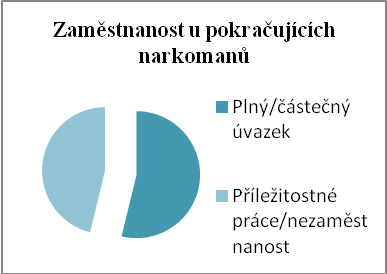 Zaměstnanost u pokračujících
narkomanů
Plný/částečný
úvazek
Příležitostné
práce/nezaměst
nanost